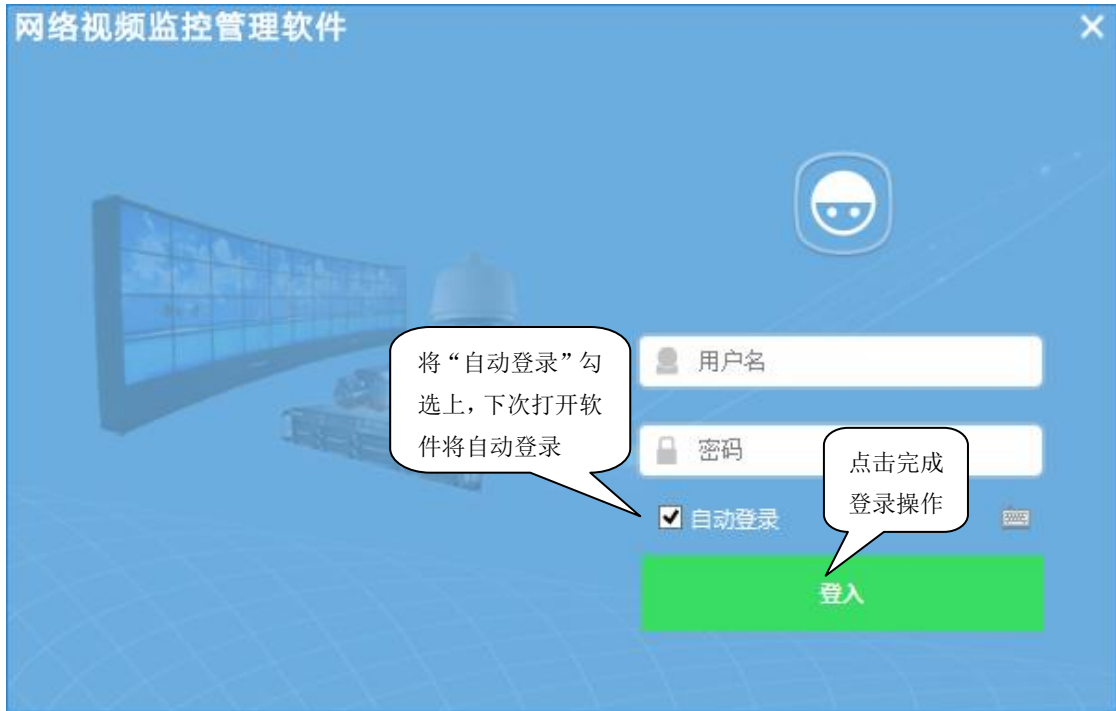 网络视频监控管理软件
将“自动登录”勾
选上，下次打开软
件将自动登录
用户名
密码
点击完成
登录操作
自动登录
登入